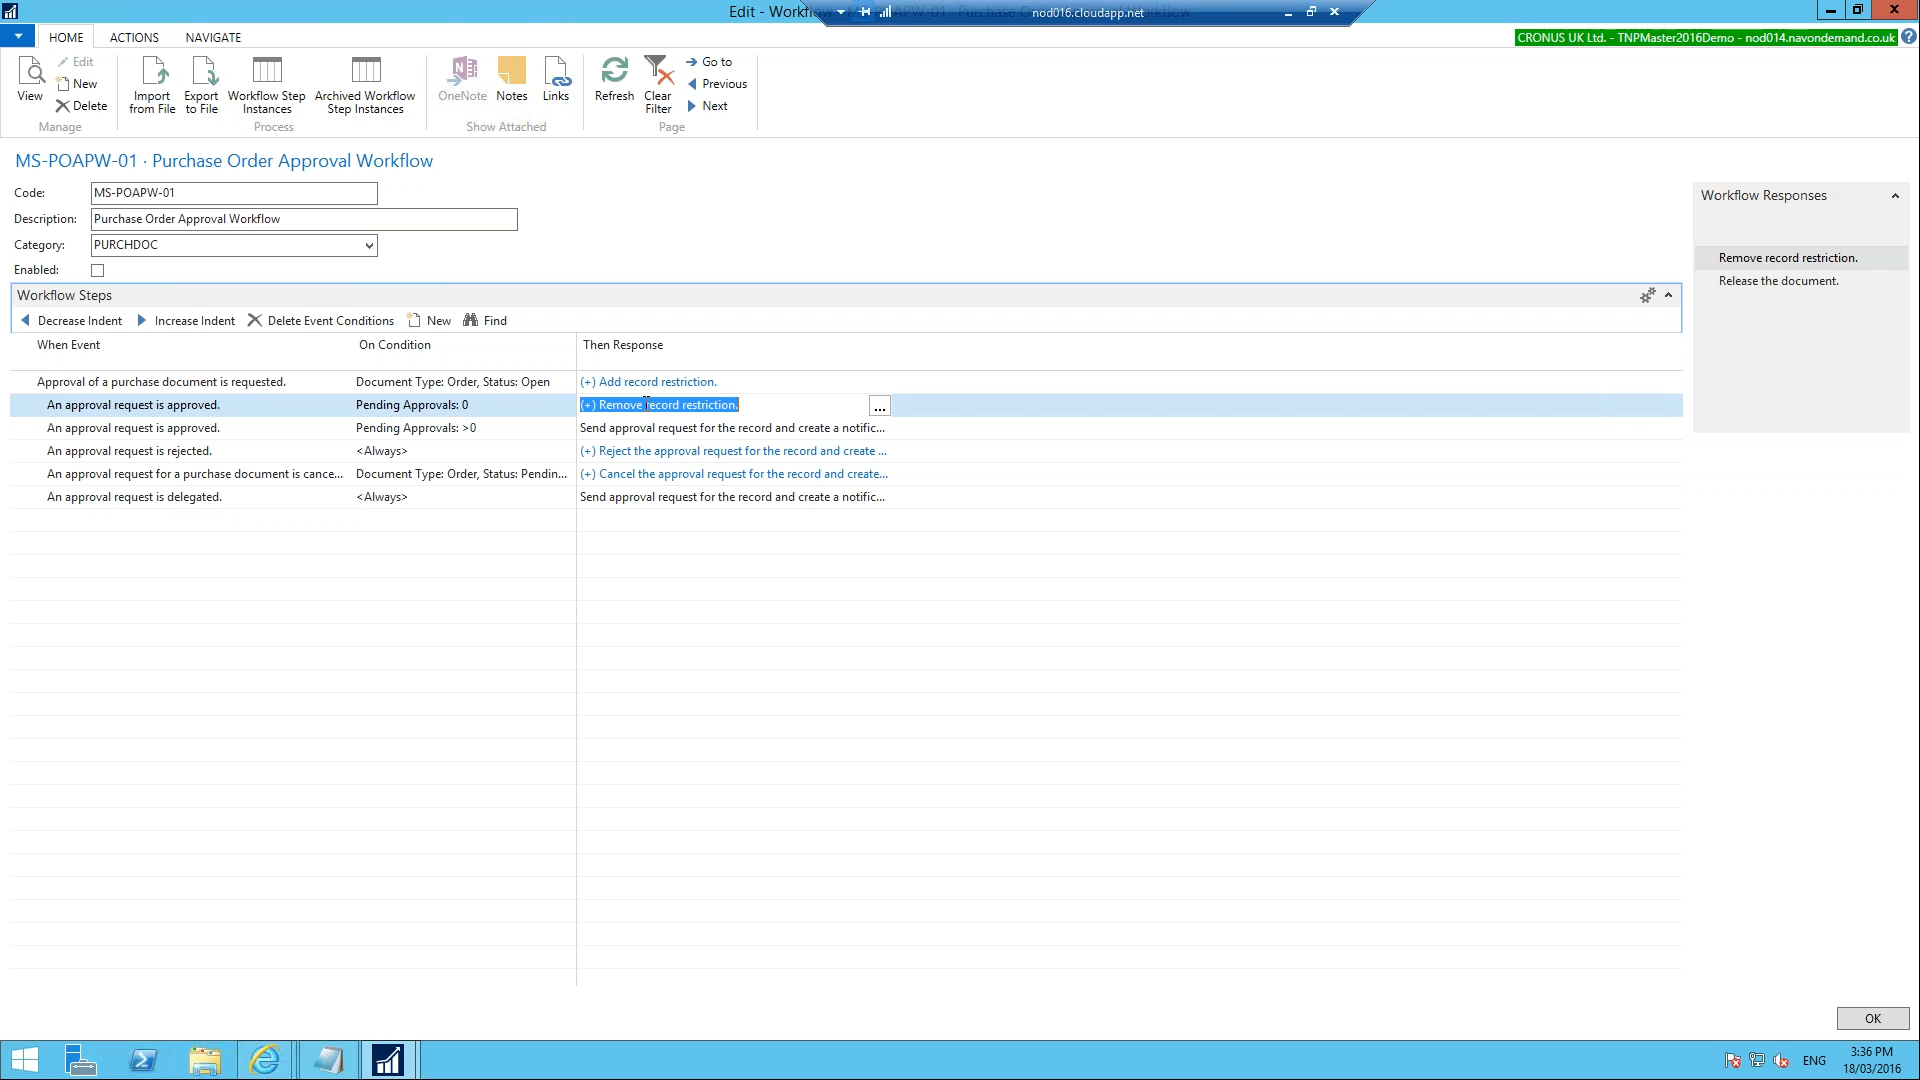 Edit - Workfl
nod016.cloudapp.net
HOME ACTIONS NAVIGATE
CRONUS UK Ltd. - TNPMaster2016Demo - nod014.navondemand.co.uk
View
Edit
New
Delete
Manage
Import from File
Export to File
Workflow Step Instances
Archived Workflow Step Instances
Process
OneNote
Notes
Links
Show Attached
Refresh
Clear Filter
Go to
Previous
Next
Page
MS-POAPW-01 · Purchase Order Approval Workflow
Code: MS-POAPW-01
Description: Purchase Order Approval Workflow
Category: PURCHDOC
Enabled:
Workflow Steps
Decrease Indent Increase Indent Delete Event Conditions New Find
When Event On Condition Then Response
Approval of a purchase document is requested. Document Type: Order, Status: Open (+) Add record restriction.
An approval request is approved. Pending Approvals: 0 (+) Remove record restriction. ...
An approval request is approved. Pending Approvals: >0 Send approval request for the record and create a notific...
An approval request is rejected. <Always> (+) Reject the approval request for the record and create ...
An approval request for a purchase document is cance... Document Type: Order, Status: Pendin... (+) Cancel the approval request for the record and create...
An approval request is delegated. <Always> Send approval request for the record and create a notific...
Workflow Responses
Remove record restriction.
Release the document.
OK
ENG
3:36 PM
18/03/2016